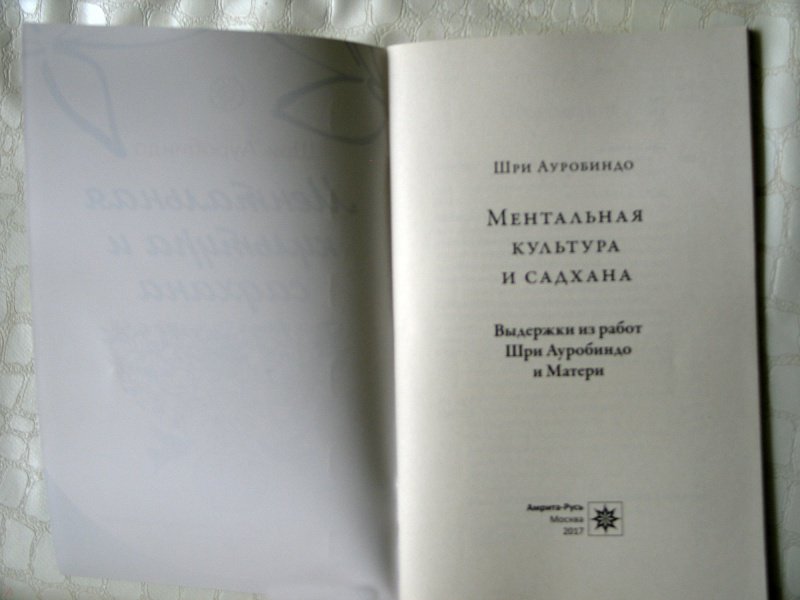 Шри Ауробиндо
Ментальная
культура
и садхана
Выдержки из работ
Шри Ауробиндо
и Матери
Амрита-Русь
Москва
2017